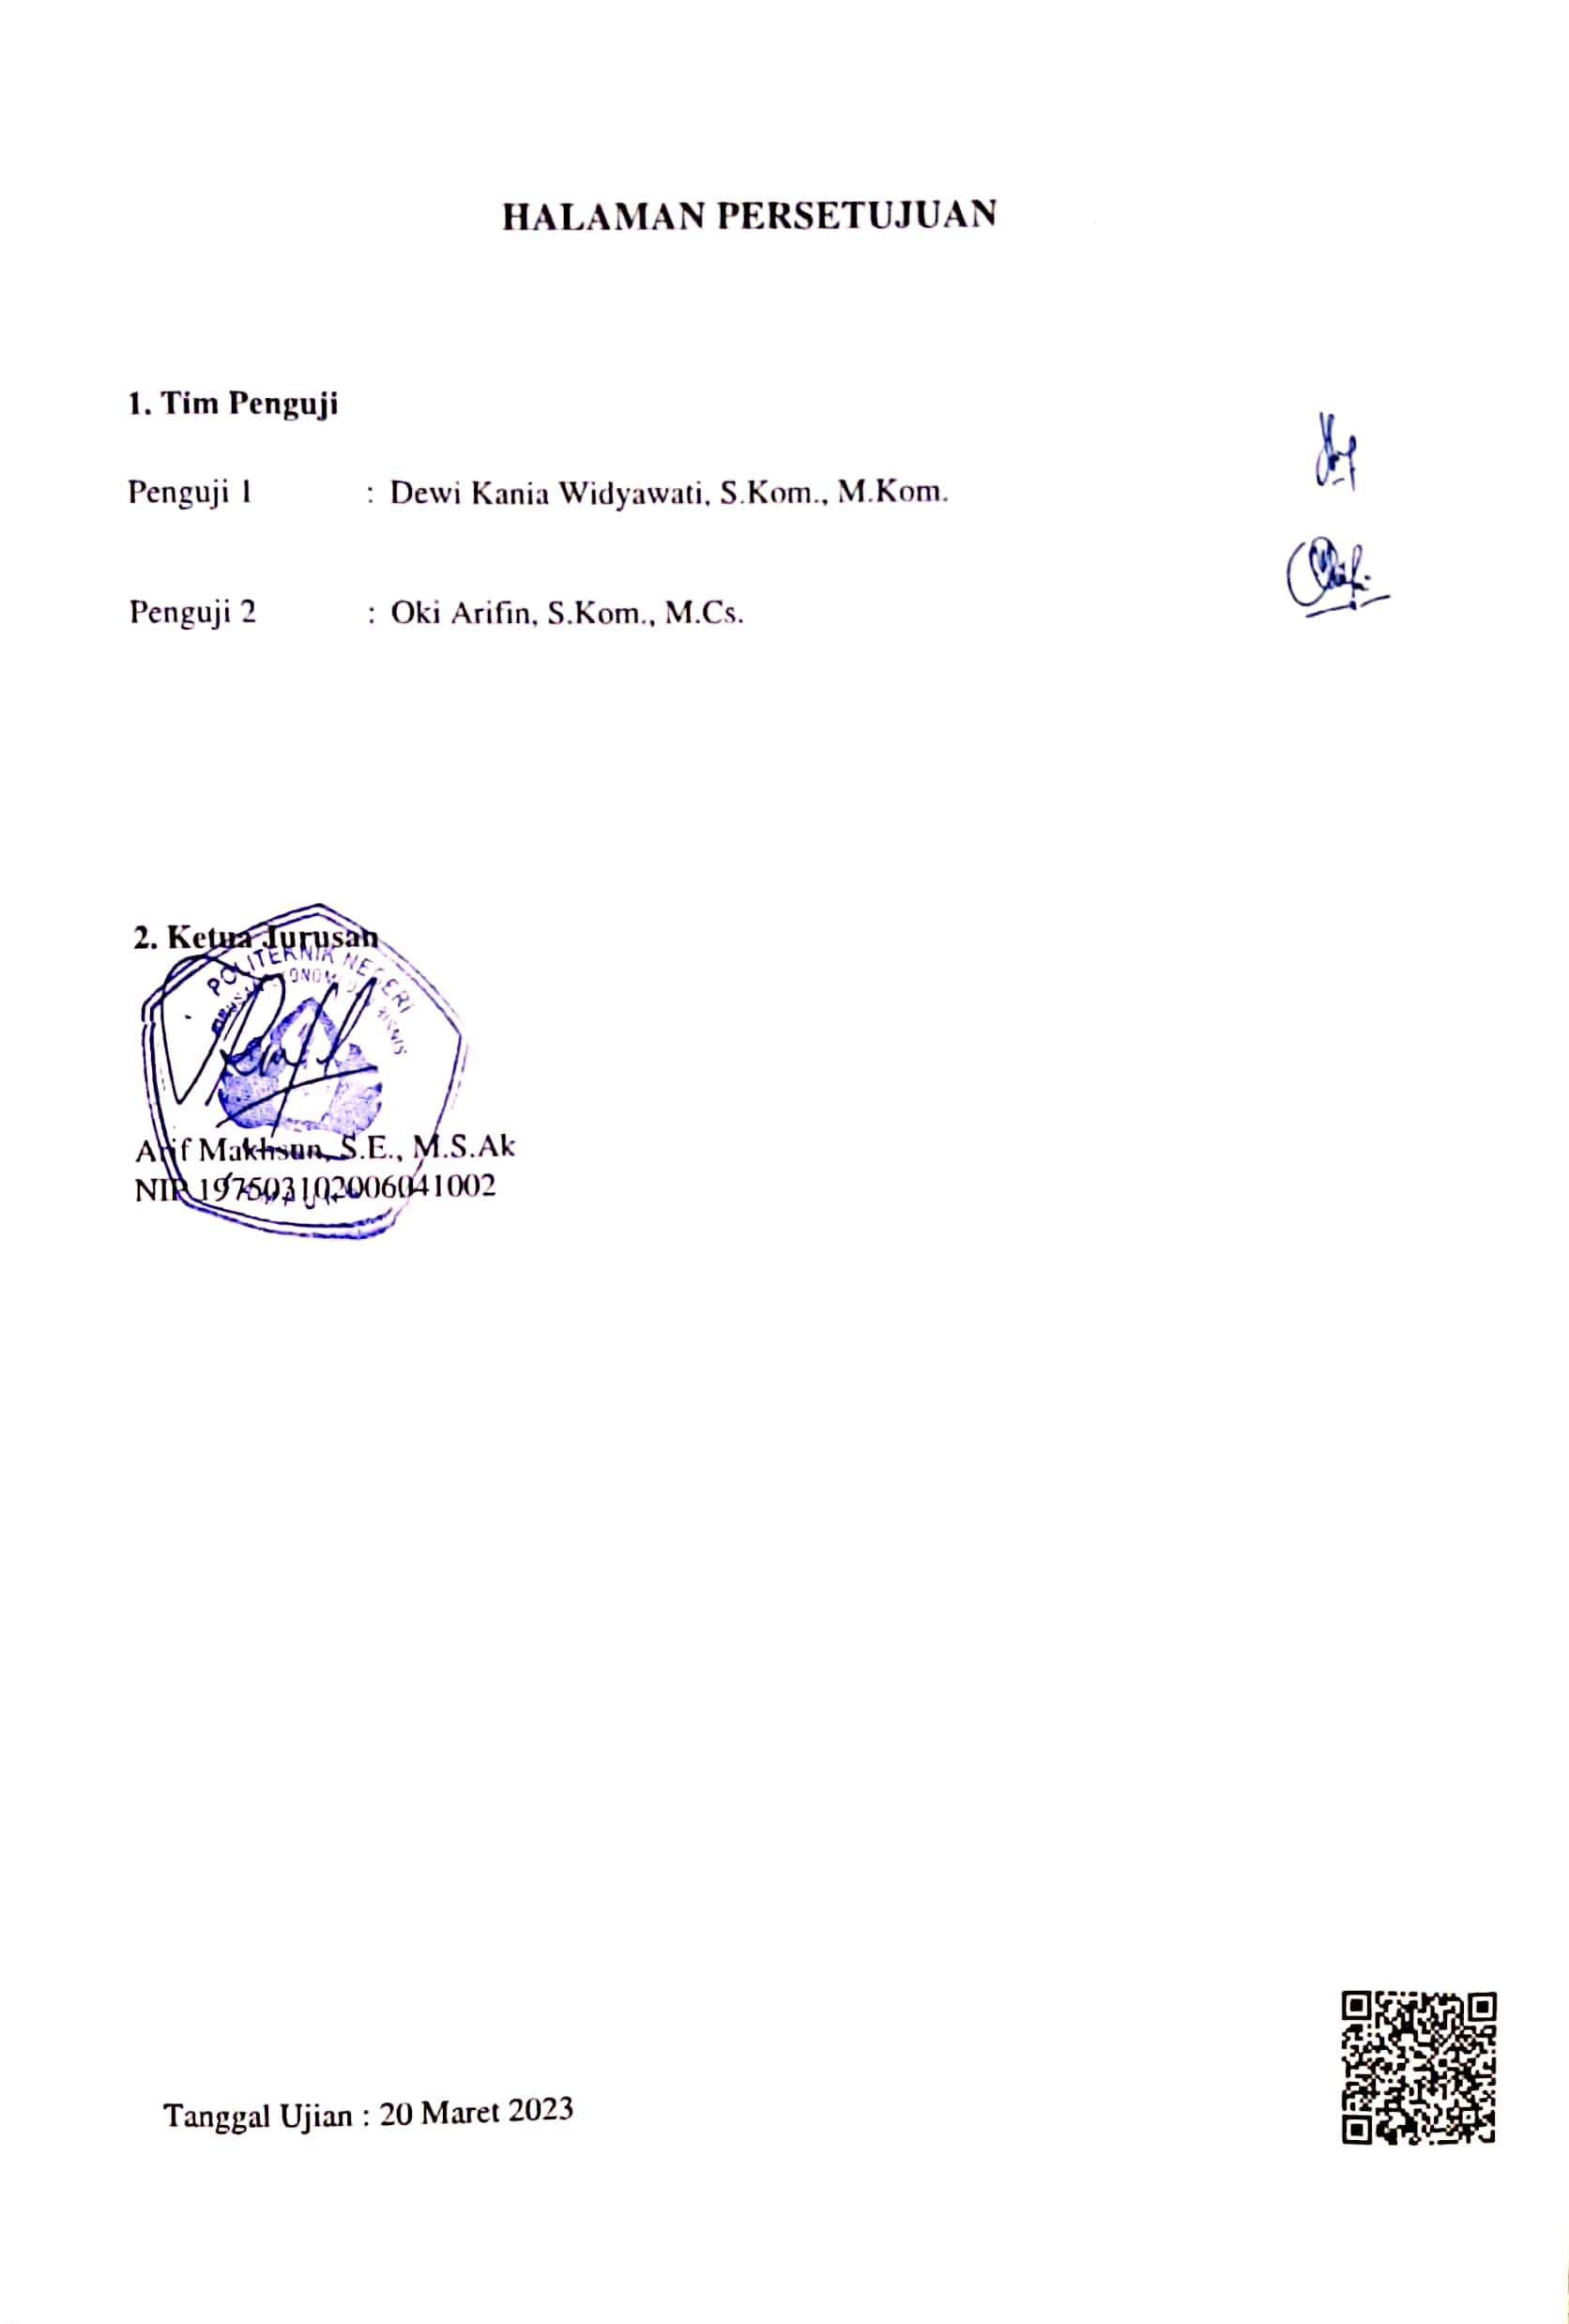 HALAMAN PERSETUJUAN
1. Tim Penguji
Penguji 1 : Dewi Kania Widyawati, S.Kom., M.Kom.
Penguji 2 : Oki Arifin, S.Kom., M.Cs.
2. Ketua Jurusan
POLITEKNIK NEGERI
BISNIS
Arif Makhsun, S.E., M.S.Ak
NIP 197503102006041002
Tanggal Ujian : 20 Maret 2023